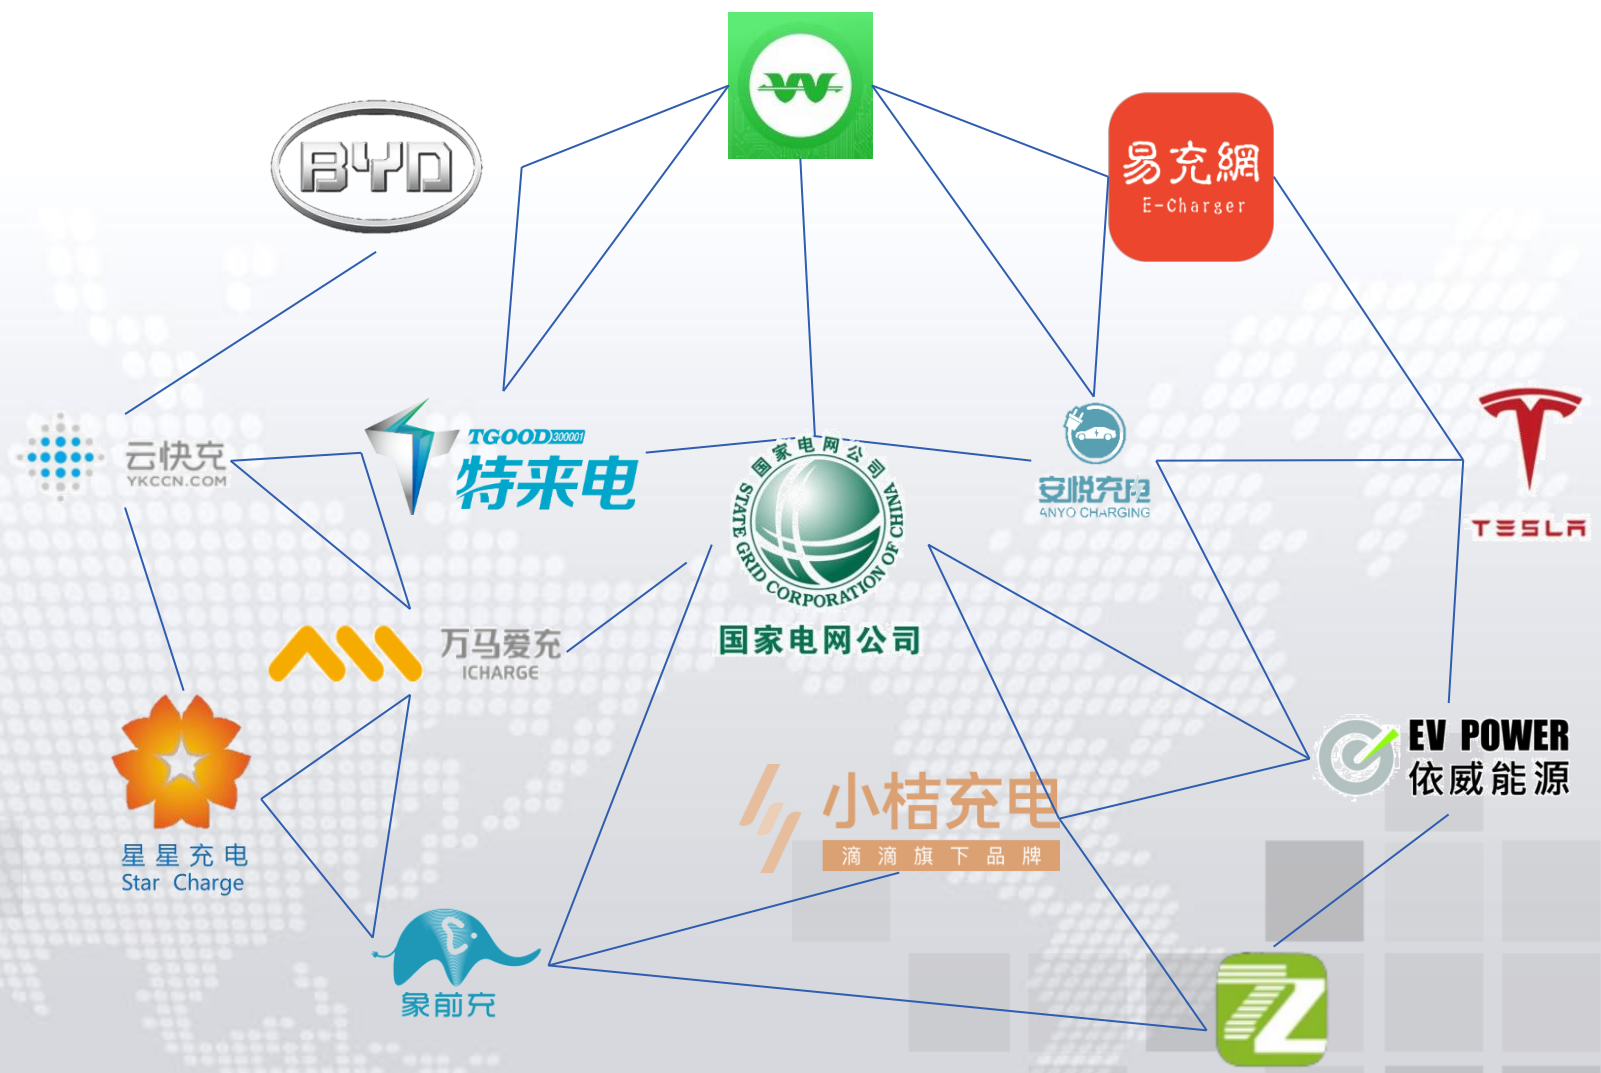 BYD
易充網
E-Charger
云快充
YKCCN.COM
TGOOD 300001
特来电
国家电网公司
STATE GRID CORPORATION OF CHINA
国家电网公司
安悦充电
ANYO CHARGING
TESLA
万马爱充
ICHARGE
星星充电
Star Charge
小桔充电
滴滴旗下品牌
EV POWER
依威能源
象前充